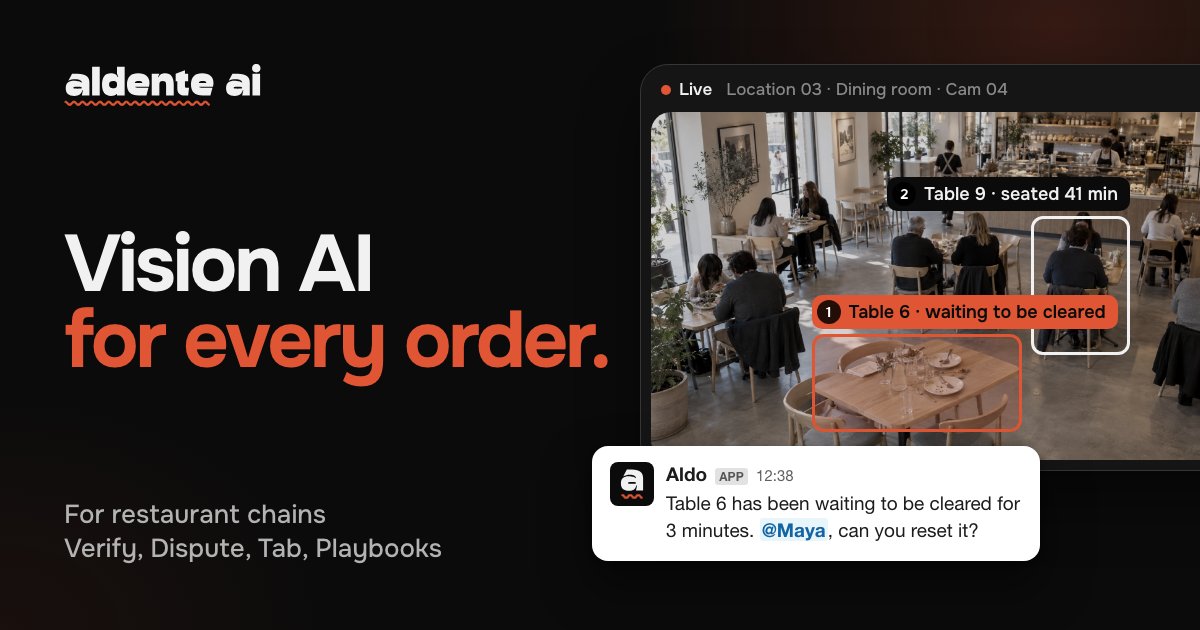 aldente ai
Vision AI
for every order.
For restaurant chains
Verify, Dispute, Tab, Playbooks
Live Location 03 · Dining room · Cam 04
2 Table 9 · seated 41 min
1 Table 6 · waiting to be cleared
a
Aldo APP 12:38
Table 6 has been waiting to be cleared for
3 minutes. @Maya, can you reset it?